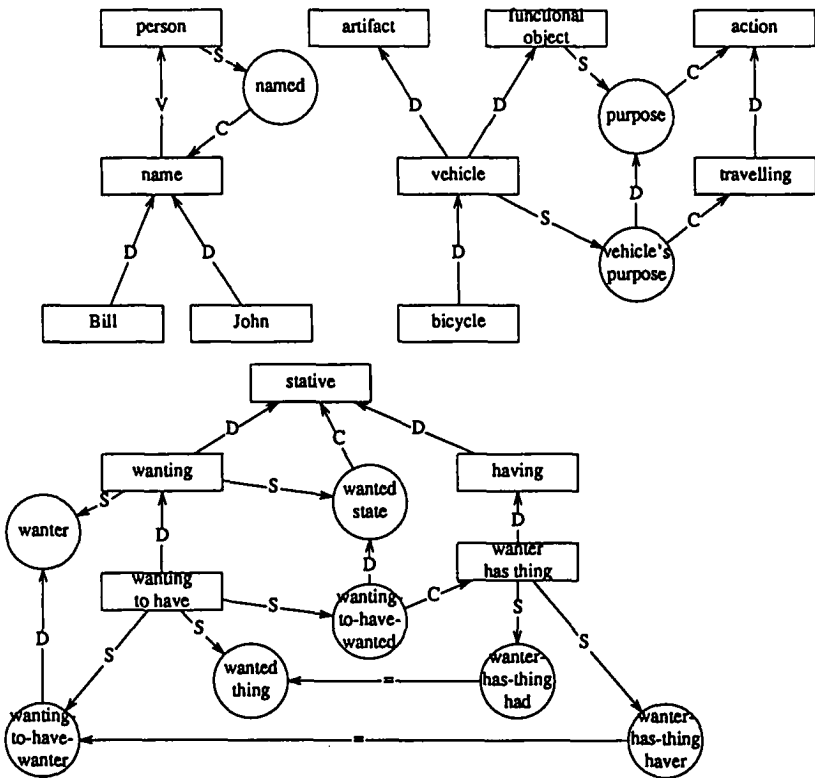 person
artifact
functional
object
action
S
S
named
C
purpose
V
D
D
D
C
name
vehicle
travelling
D
S
C
D
D
D
vehicle's
purpose
Bill
John
bicycle
stative
D
C
D
wanting
having
S
S
wanted
state
wanter
D
D
D
wanter
has thing
wanting
to have
S
wanting-
to-have-
wanted
C
S
S
S
S
D
wanted
thing
=
wanter-
has-thing
had
wanting-
to-have-
wanter
=
wanter-
has-thing
haver